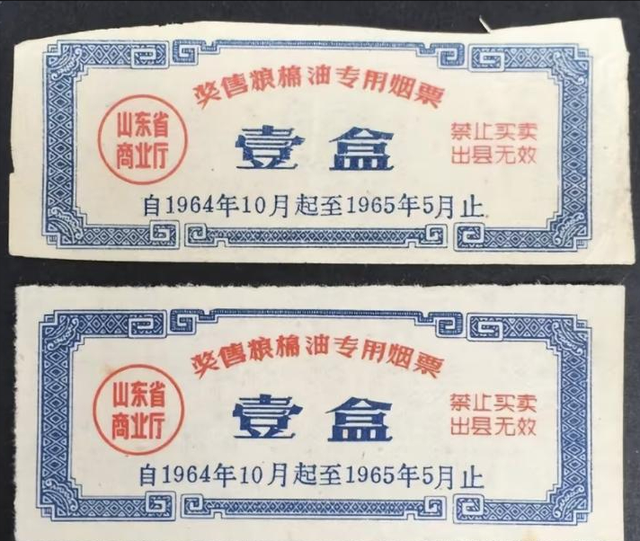 奖售粮棉油专用烟票
山东省
商业厅
壹盒
禁止买卖
出县无效
自1964年10月起至1965年5月止
奖售粮棉油专用烟票
山东省
商业厅
壹盒
禁止买卖
出县无效
自1964年10月起至1965年5月止